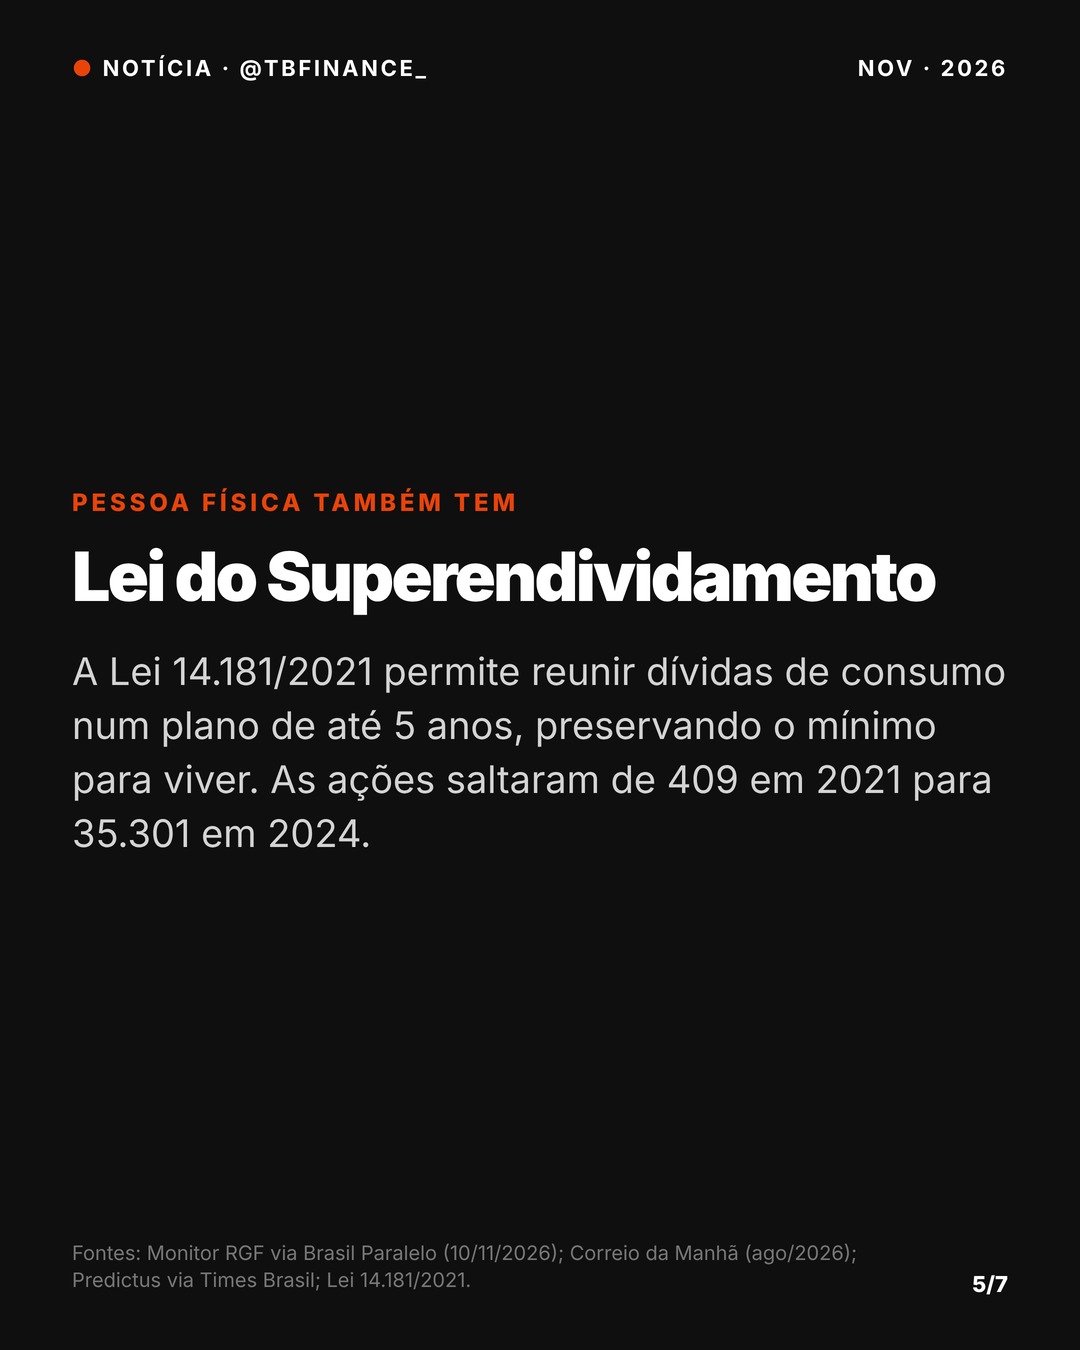 NOTÍCIA · @TBFINANCE_
NOV · 2026
PESSOA FÍSICA TAMBÉM TEM
Lei do Superendividamento
A Lei 14.181/2021 permite reunir dívidas de consumo
num plano de até 5 anos, preservando o mínimo
para viver. As ações saltaram de 409 em 2021 para
35.301 em 2024.
Fontes: Monitor RGF via Brasil Paralelo (10/11/2026); Correio da Manhã (ago/2026);
Predictus via Times Brasil; Lei 14.181/2021.
5/7